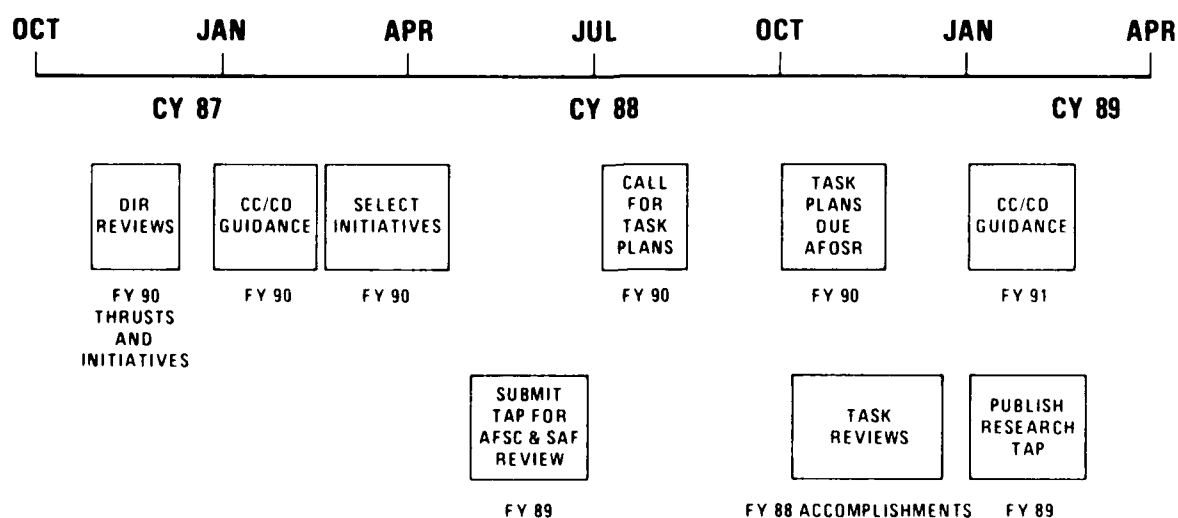 OCT JAN APR JUL OCT JAN APR
CY 87 CY 88 CY 89
DIR
REVIEWS
FY 90
THRUSTS
AND
INITIATIVES
CC/CD
GUIDANCE
FY 90
SELECT
INITIATIVES
FY 90
CALL
FOR
TASK
PLANS
FY 90
TASK
PLANS
DUE
AFOSR
FY 90
CC/CD
GUIDANCE
FY 91
SUBMIT
TAP FOR
AFSC & SAF
REVIEW
FY 89
TASK
REVIEWS
FY 88 ACCOMPLISHMENTS
PUBLISH
RESEARCH
TAP
FY 89